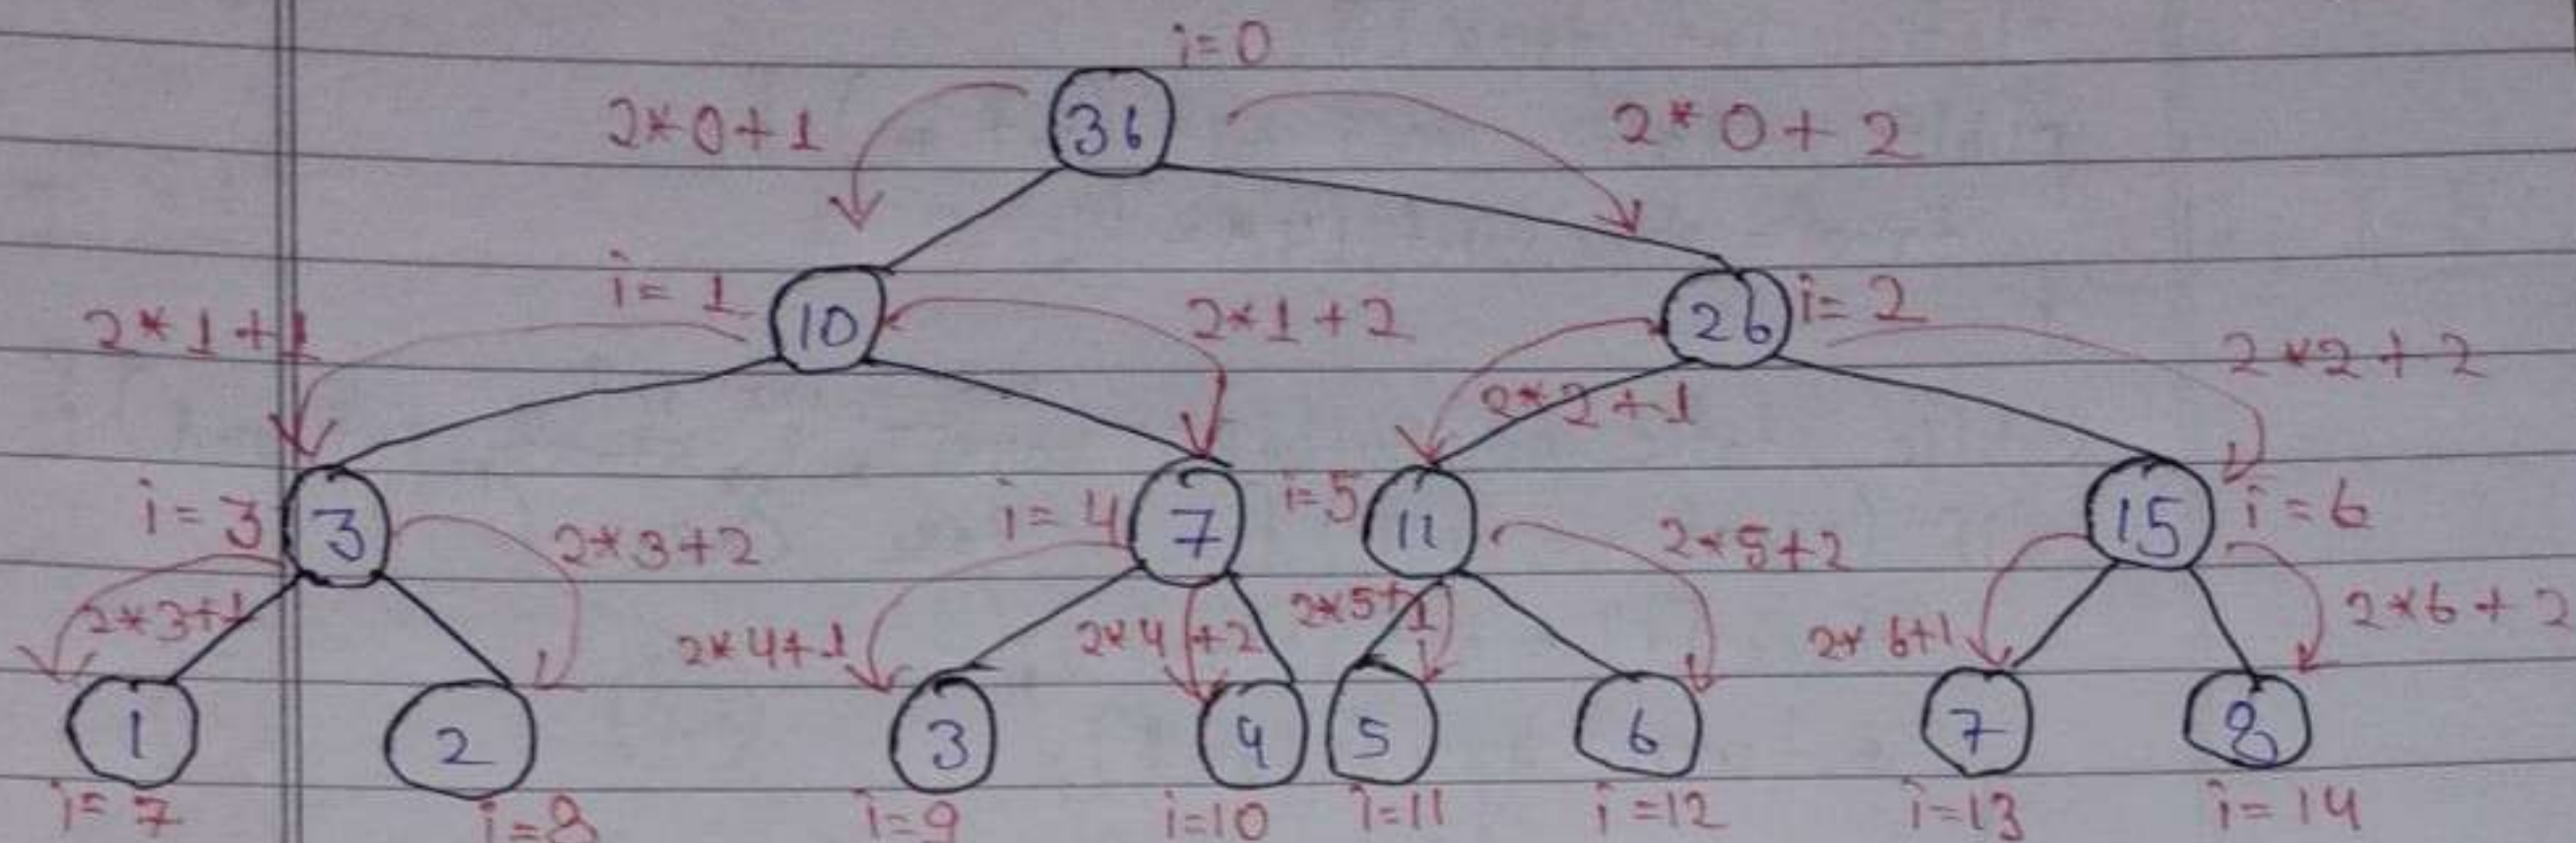 i=0
2*0+1 36 2*0+2
2*1+1 i=1 10 2*1+2 26 i=2 2*2+2
2*2+1
i=3 3 2*3+2 i=4 7 i=5 11 2*5+2 15 i=6
2*3+1 2*4+1 2*4+2 2*5+1 2*6+1 2*6+2
1 2 3 4 5 6 7 8
i=7 i=8 i=9 i=10 i=11 i=12 i=13 i=14